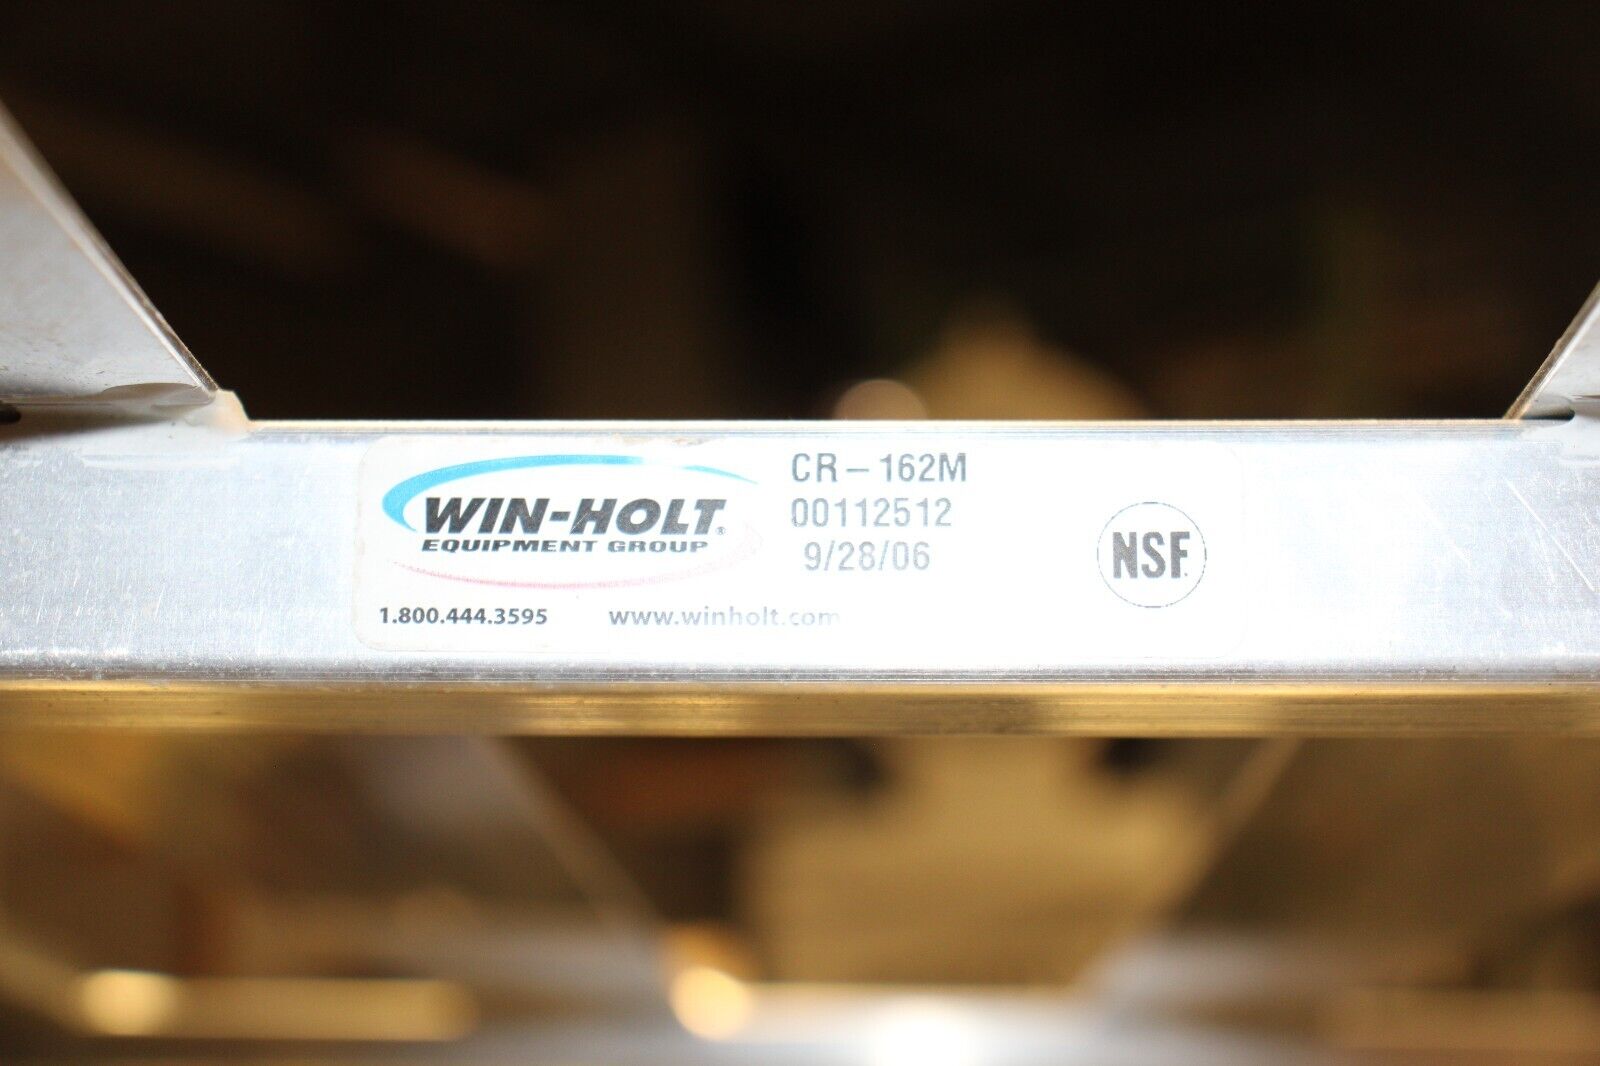 WIN-HOLT®
EQUIPMENT GROUP
1.800.444.3595 www.winholt.com
CR-162M
00112512
9/28/06
NSF.